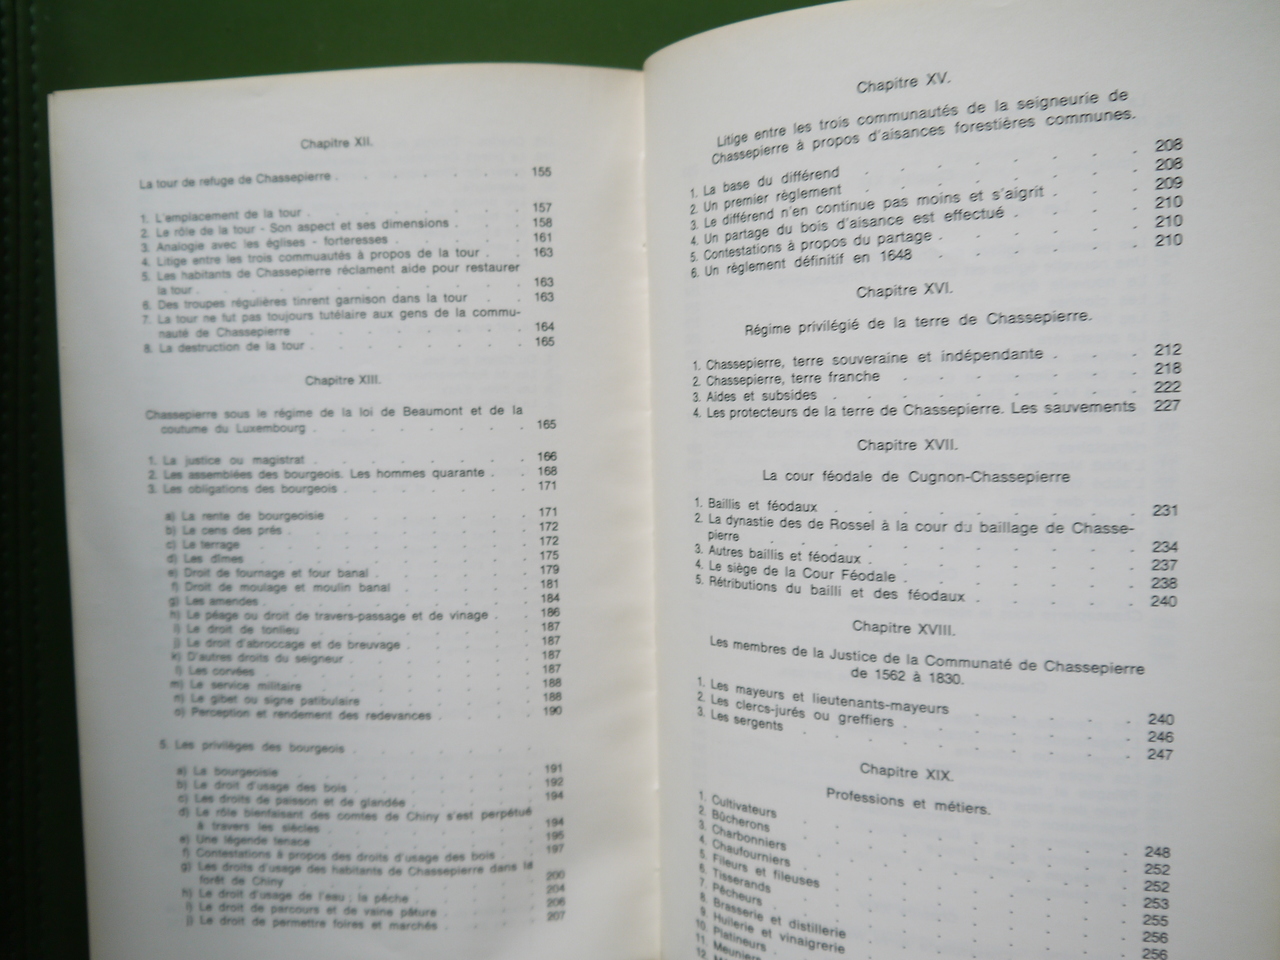 Chapitre XII.
La tour de refuge de Chassepierre . . . . . . . 155
1. L'emplacement de la tour . . . . . . . 157
2. Le rôle de la tour - Son aspect et ses dimensions . . . 158
3. Analogie avec les églises - forteresses . . . . . 161
4. Litige entre les trois commuautés à propos de la tour . . 163
5. Les habitants de Chassepierre réclament aide pour restaurer
la tour . . . . . . . . . . 163
6. Des troupes régulières tinrent garnison dans la tour . . 163
7. La tour ne fut pas toujours tutélaire aux gens de la commu-
nauté de Chassepierre . . . . . . . 164
8. La destruction de la tour . . . . . . . 165
Chapitre XIII.
Chassepierre sous le régime de la loi de Beaumont et de la
coutume du Luxembourg . . . . . . . 165
1. La justice ou magistrat . . . . . . . 166
2. Les assemblées des bourgeois. Les hommes quarante . . 168
3. Les obligations des bourgeois . . . . . . 171
a) La rente de bourgeoisie . . . . . . 171
b) Le cens des prés . . . . . . . 172
c) Le terrage . . . . . . . . 172
d) Les dîmes . . . . . . . . 175
e) Droit de fournage et four banal . . . . . 179
f) Droit de moulage et moulin banal . . . . 181
g) Les amendes . . . . . . . . 184
h) Le péage ou droit de travers-passage et de vinage . . 186
i) Le droit de tonlieu . . . . . . . 187
j) Le droit d'abroccage et de breuvage . . . . 187
k) D'autres droits du seigneur . . . . . . 187
l) Les corvées . . . . . . . . 187
m) Le service militaire . . . . . . 188
n) Le gibet ou signe patibulaire . . . . . 188
o) Perception et rendement des redevances . . . 190
5. Les privilèges des bourgeois . . . . . .
a) La bourgeoisie . . . . . . . 191
b) Le droit d'usage des bois . . . . . . 192
c) Les droits de paisson et de glandée . . . . 194
d) Le rôle bienfaisant des comtes de Chiny s'est perpétué
à travers les siècles . . . . . . 194
e) Une légende tenace . . . . . . 195
f) Contestations à propos des droits d'usage des bois . . 197
g) Les droits d'usage des habitants de Chassepierre dans la
forêt de Chiny . . . . . . . 200
h) Le droit d'usage de l'eau ; la pêche . . . . 204
i) Le droit de parcours et de vaine pâture . . . 206
j) Le droit de permettre foires et marchés . . . . 207
Chapitre XV.
Litige entre les trois communautés de la seigneurie de
Chassepierre à propos d'aisances forestières communes.
1. La base du différend . . . . . . 208
2. Un premier règlement . . . . . . 208
3. Le différend n'en continue pas moins et s'aigrit . . . 209
4. Un partage du bois d'aisance est effectué . . . . 210
5. Contestations à propos du partage . . . . . 210
6. Un règlement définitif en 1648 . . . . . 210
Chapitre XVI.
Régime privilégié de la terre de Chassepierre.
1. Chassepierre, terre souveraine et indépendante . . . 212
2. Chassepierre, terre franche . . . . . . 218
3. Aides et subsides . . . . . . . . 222
4. Les protecteurs de la terre de Chassepierre. Les sauvements 227
Chapitre XVII.
La cour féodale de Cugnon-Chassepierre
1. Baillis et féodaux . . . . . . . . 231
2. La dynastie des de Rossel à la cour du baillage de Chasse-
pierre . . . . . . . . . . 234
3. Autres baillis et féodaux . . . . . . . 237
4. Le siège de la Cour Féodale . . . . . . 238
5. Rétributions du bailli et des féodaux . . . . . 240
Chapitre XVIII.
Les membres de la Justice de la Communauté de Chassepierre
de 1562 à 1830.
1. Les mayeurs et lieutenants-mayeurs . . . . . 240
2. Les clercs-jurés ou greffiers . . . . . . 246
3. Les sergents . . . . . . . . . 247
Chapitre XIX.
Professions et métiers.
1. Cultivateurs . . . . . . . . . 248
2. Bûcherons . . . . . . . . . 252
3. Charbonniers . . . . . . . . 252
4. Chaufourniers . . . . . . . . 253
5. Fileurs et fileuses . . . . . . . . 255
6. Tisserands . . . . . . . . . 256
7. Pêcheurs . . . . . . . . . 256
8. Brasserie et distillerie
9. Huilerie et vinaigrerie
10. Platineurs
11. Meuniers
12.